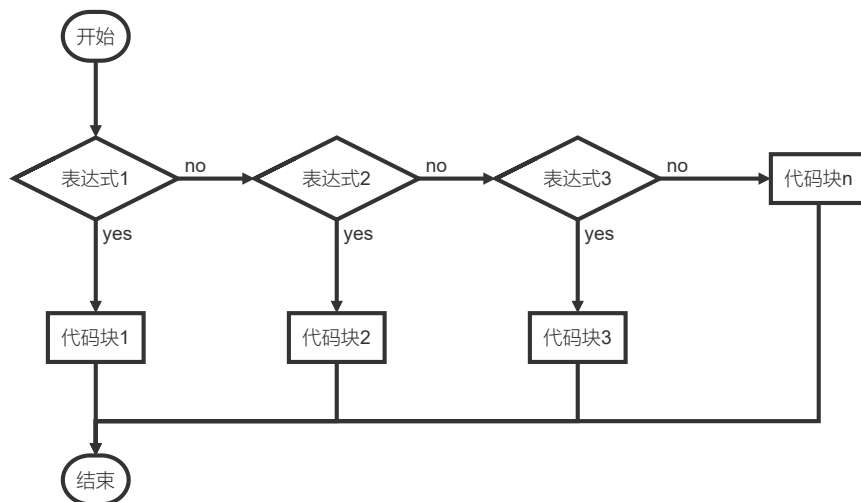 开始
表达式1
no
表达式2
no
表达式3
no
代码块n
yes
yes
yes
代码块1
代码块2
代码块3
结束